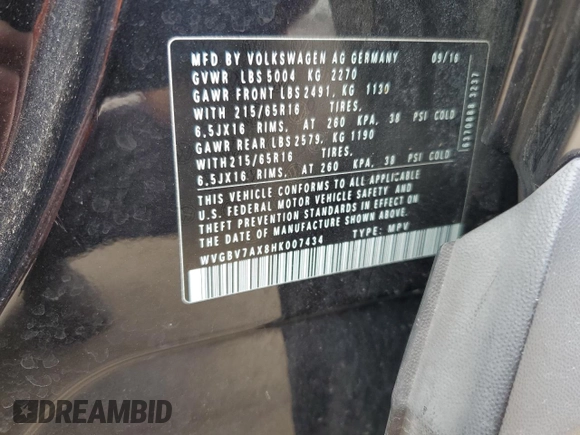 MFD BY VOLKSWAGEN AG GERMANY 09/16
GVWR LBS 5004 KG 2270
GAWR FRONT LBS 2491, KG 1130
WITH 215/65R16 TIRES,
6.5JX16 RIMS, AT 260 KPA, 38 PSI COLD
GAWR REAR LBS 2579, KG 1190
WITH 215/65R16 TIRES,
6.5JX16 RIMS, AT 260 KPA, 38 PSI COLD
THIS VEHICLE CONFORMS TO ALL APPLICABLE
U.S. FEDERAL MOTOR VEHICLE SAFETY AND
THEFT PREVENTION STANDARDS IN EFFECT ON
THE DATE OF MANUFACTURE SHOWN ABOVE.
WVGBV7AX8HK007434 TYPE: MPV
DREAMBID